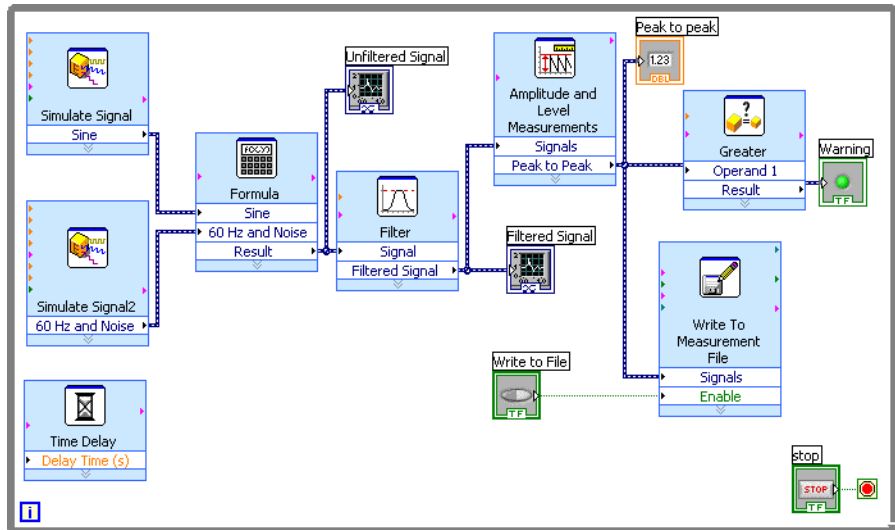 Simulate Signal
Sine
Simulate Signal2
60 Hz and Noise
Time Delay
Delay Time (s)
i
F(X,Y)
Formula
Sine
60 Hz and Noise
Result
Unfiltered Signal
Filter
Signal
Filtered Signal
Filtered Signal
Amplitude and
Level
Measurements
Signals
Peak to Peak
Peak to peak
1.23
DBL
Greater
Operand 1
Result
Warning
TF
Write To
Measurement
File
Signals
Enable
Write to File
TF
stop
STOP
TF